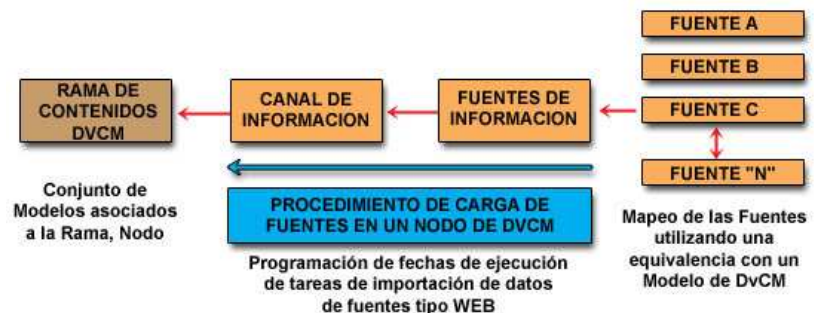 FUENTE A
FUENTE B
FUENTE C
FUENTE "N"
RAMA DE
CONTENIDOS
DVCM
CANAL DE
INFORMACION
FUENTES DE
INFORMACION
Conjunto de
Modelos asociados
a la Rama, Nodo
PROCEDIMIENTO DE CARGA DE
FUENTES EN UN NODO DE DVCM
Programación de fechas de ejecución
de tareas de importación de datos
de fuentes tipo WEB
Mapeo de las Fuentes
utilizando una
equivalencia con un
Modelo de DvCM